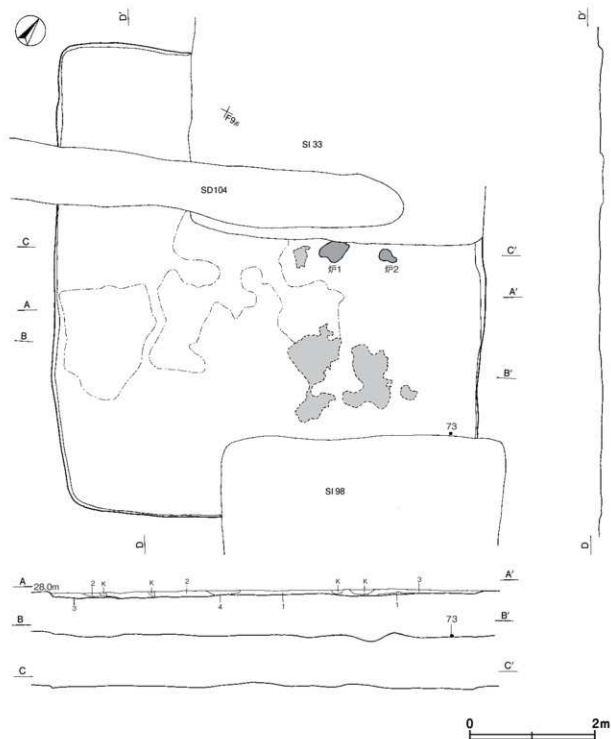 D′ D′
F9
SI 33
SD104
C C′
炉1 炉2
A A′
B B′
73
SI 98
D D
A 28.0m 2 K K 2 K K 3 A′
3 4 1 1
B 73 B′
C C′
0 2m